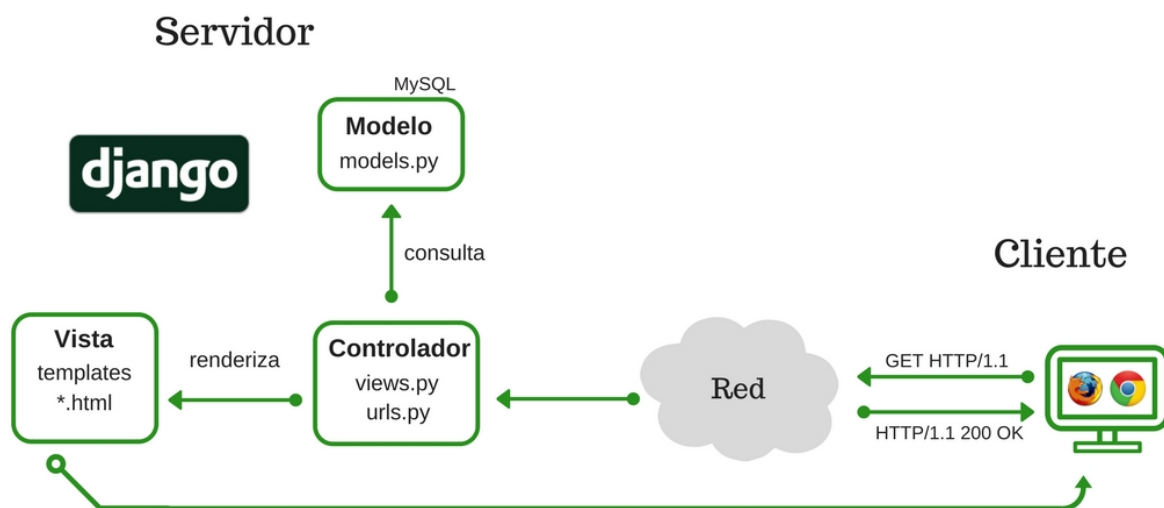 Servidor
MySQL
Modelo
models.py
django
consulta
Cliente
Vista
templates
*.html
renderiza
Controlador
views.py
urls.py
Red
GET HTTP/1.1
HTTP/1.1 200 OK